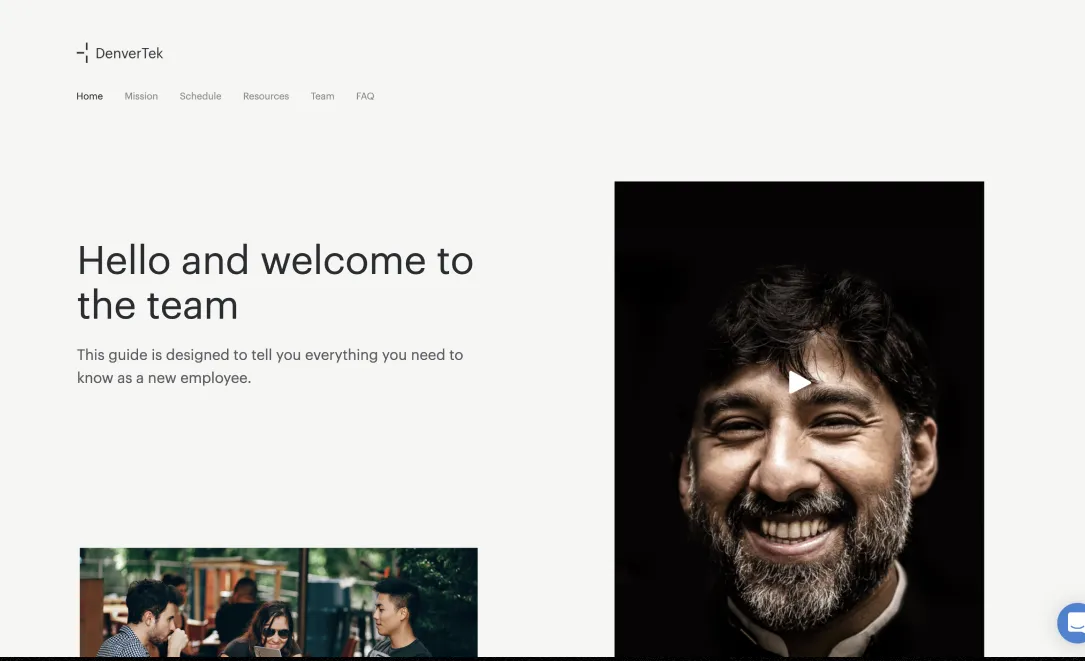 DenverTek
Home Mission Schedule Resources Team FAQ
Hello and welcome to
the team
This guide is designed to tell you everything you need to
know as a new employee.